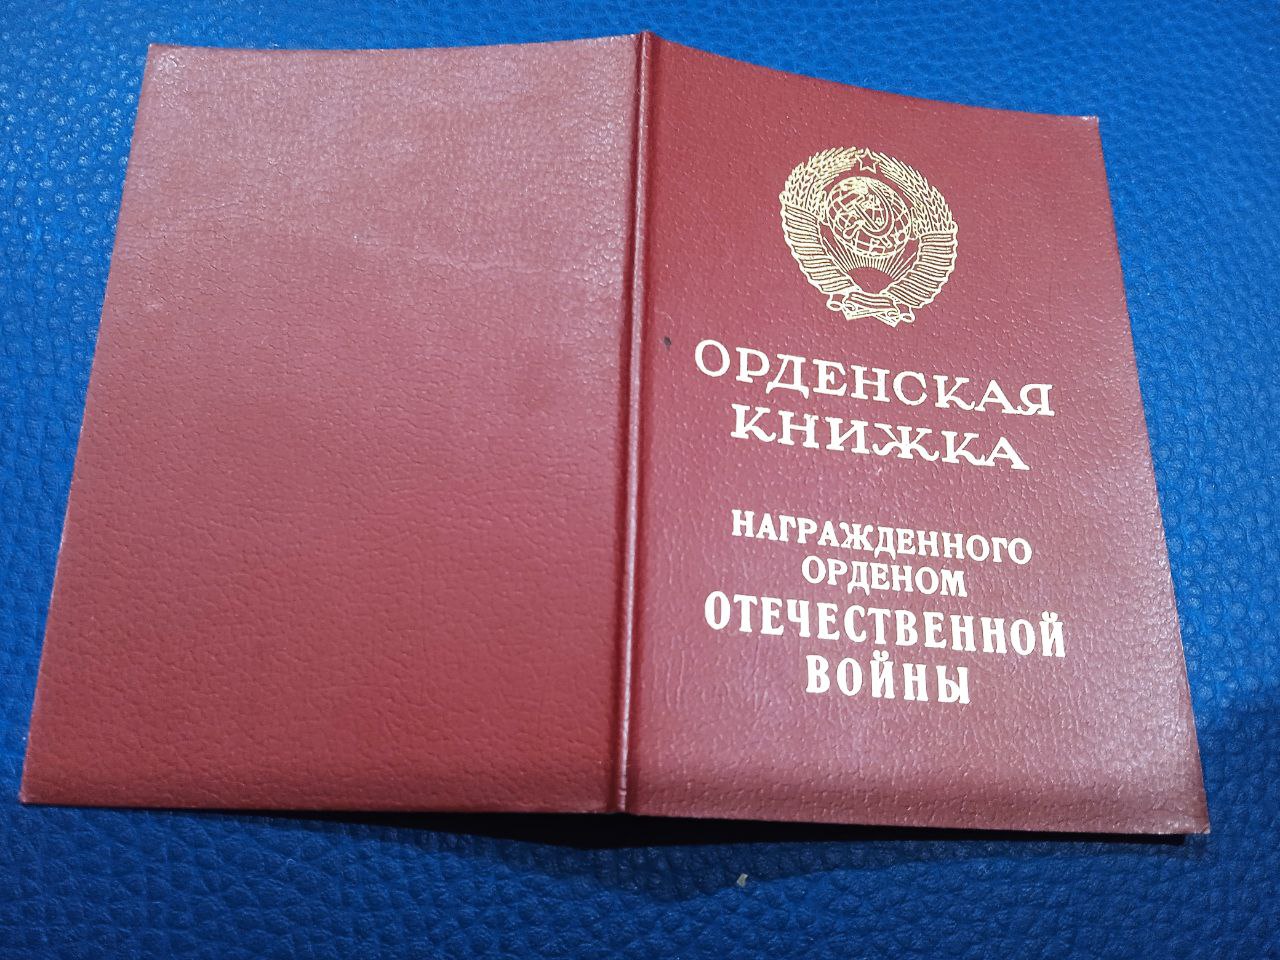 ОРДЕНСКАЯ
КНИЖКА
НАГРАЖДЕННОГО
ОРДЕНОМ
ОТЕЧЕСТВЕННОЙ
ВОЙНЫ